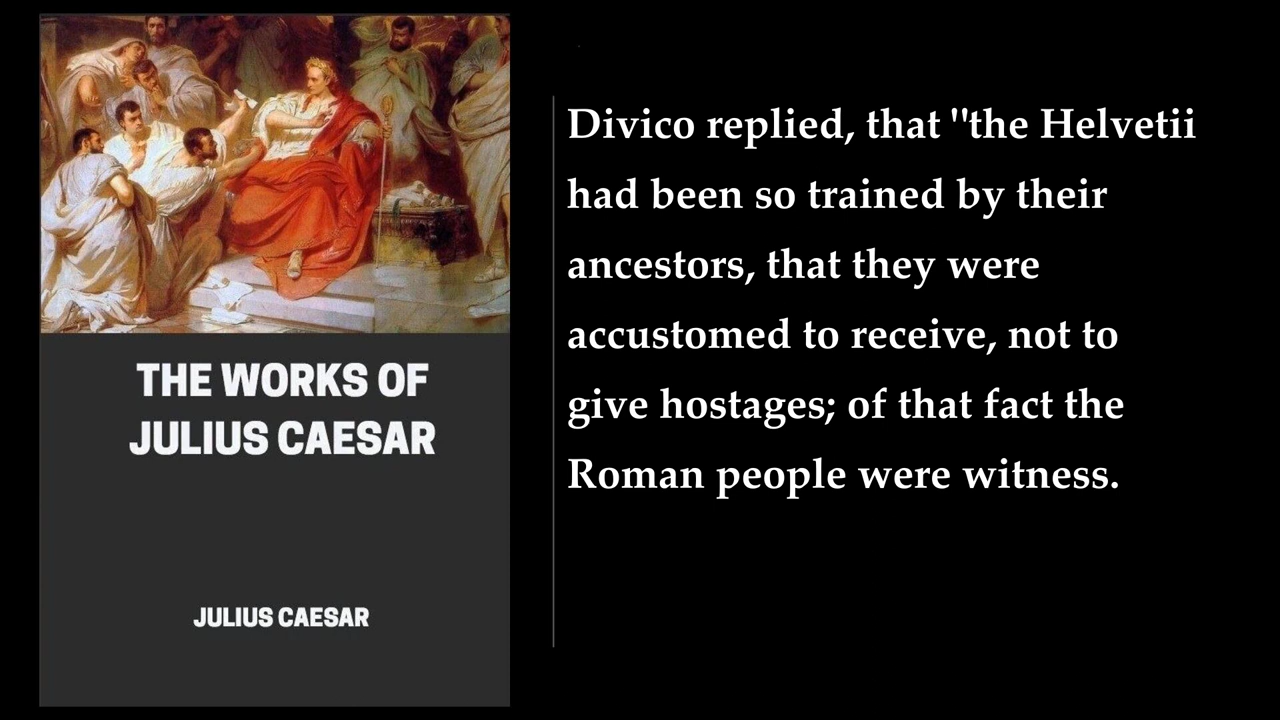 THE WORKS OF
JULIUS CAESAR
JULIUS CAESAR
Divico replied, that "the Helvetii
had been so trained by their
ancestors, that they were
accustomed to receive, not to
give hostages; of that fact the
Roman people were witness.